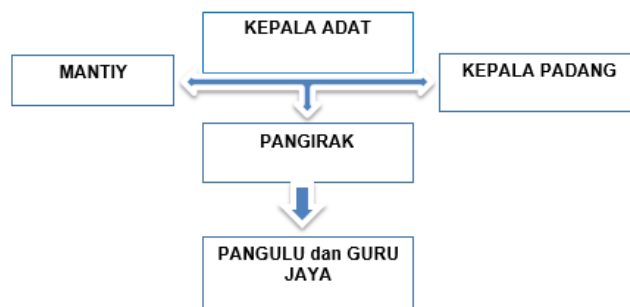 KEPALA ADAT
MANTIY
KEPALA PADANG
PANGIRAK
PANGULU dan GURU
JAYA